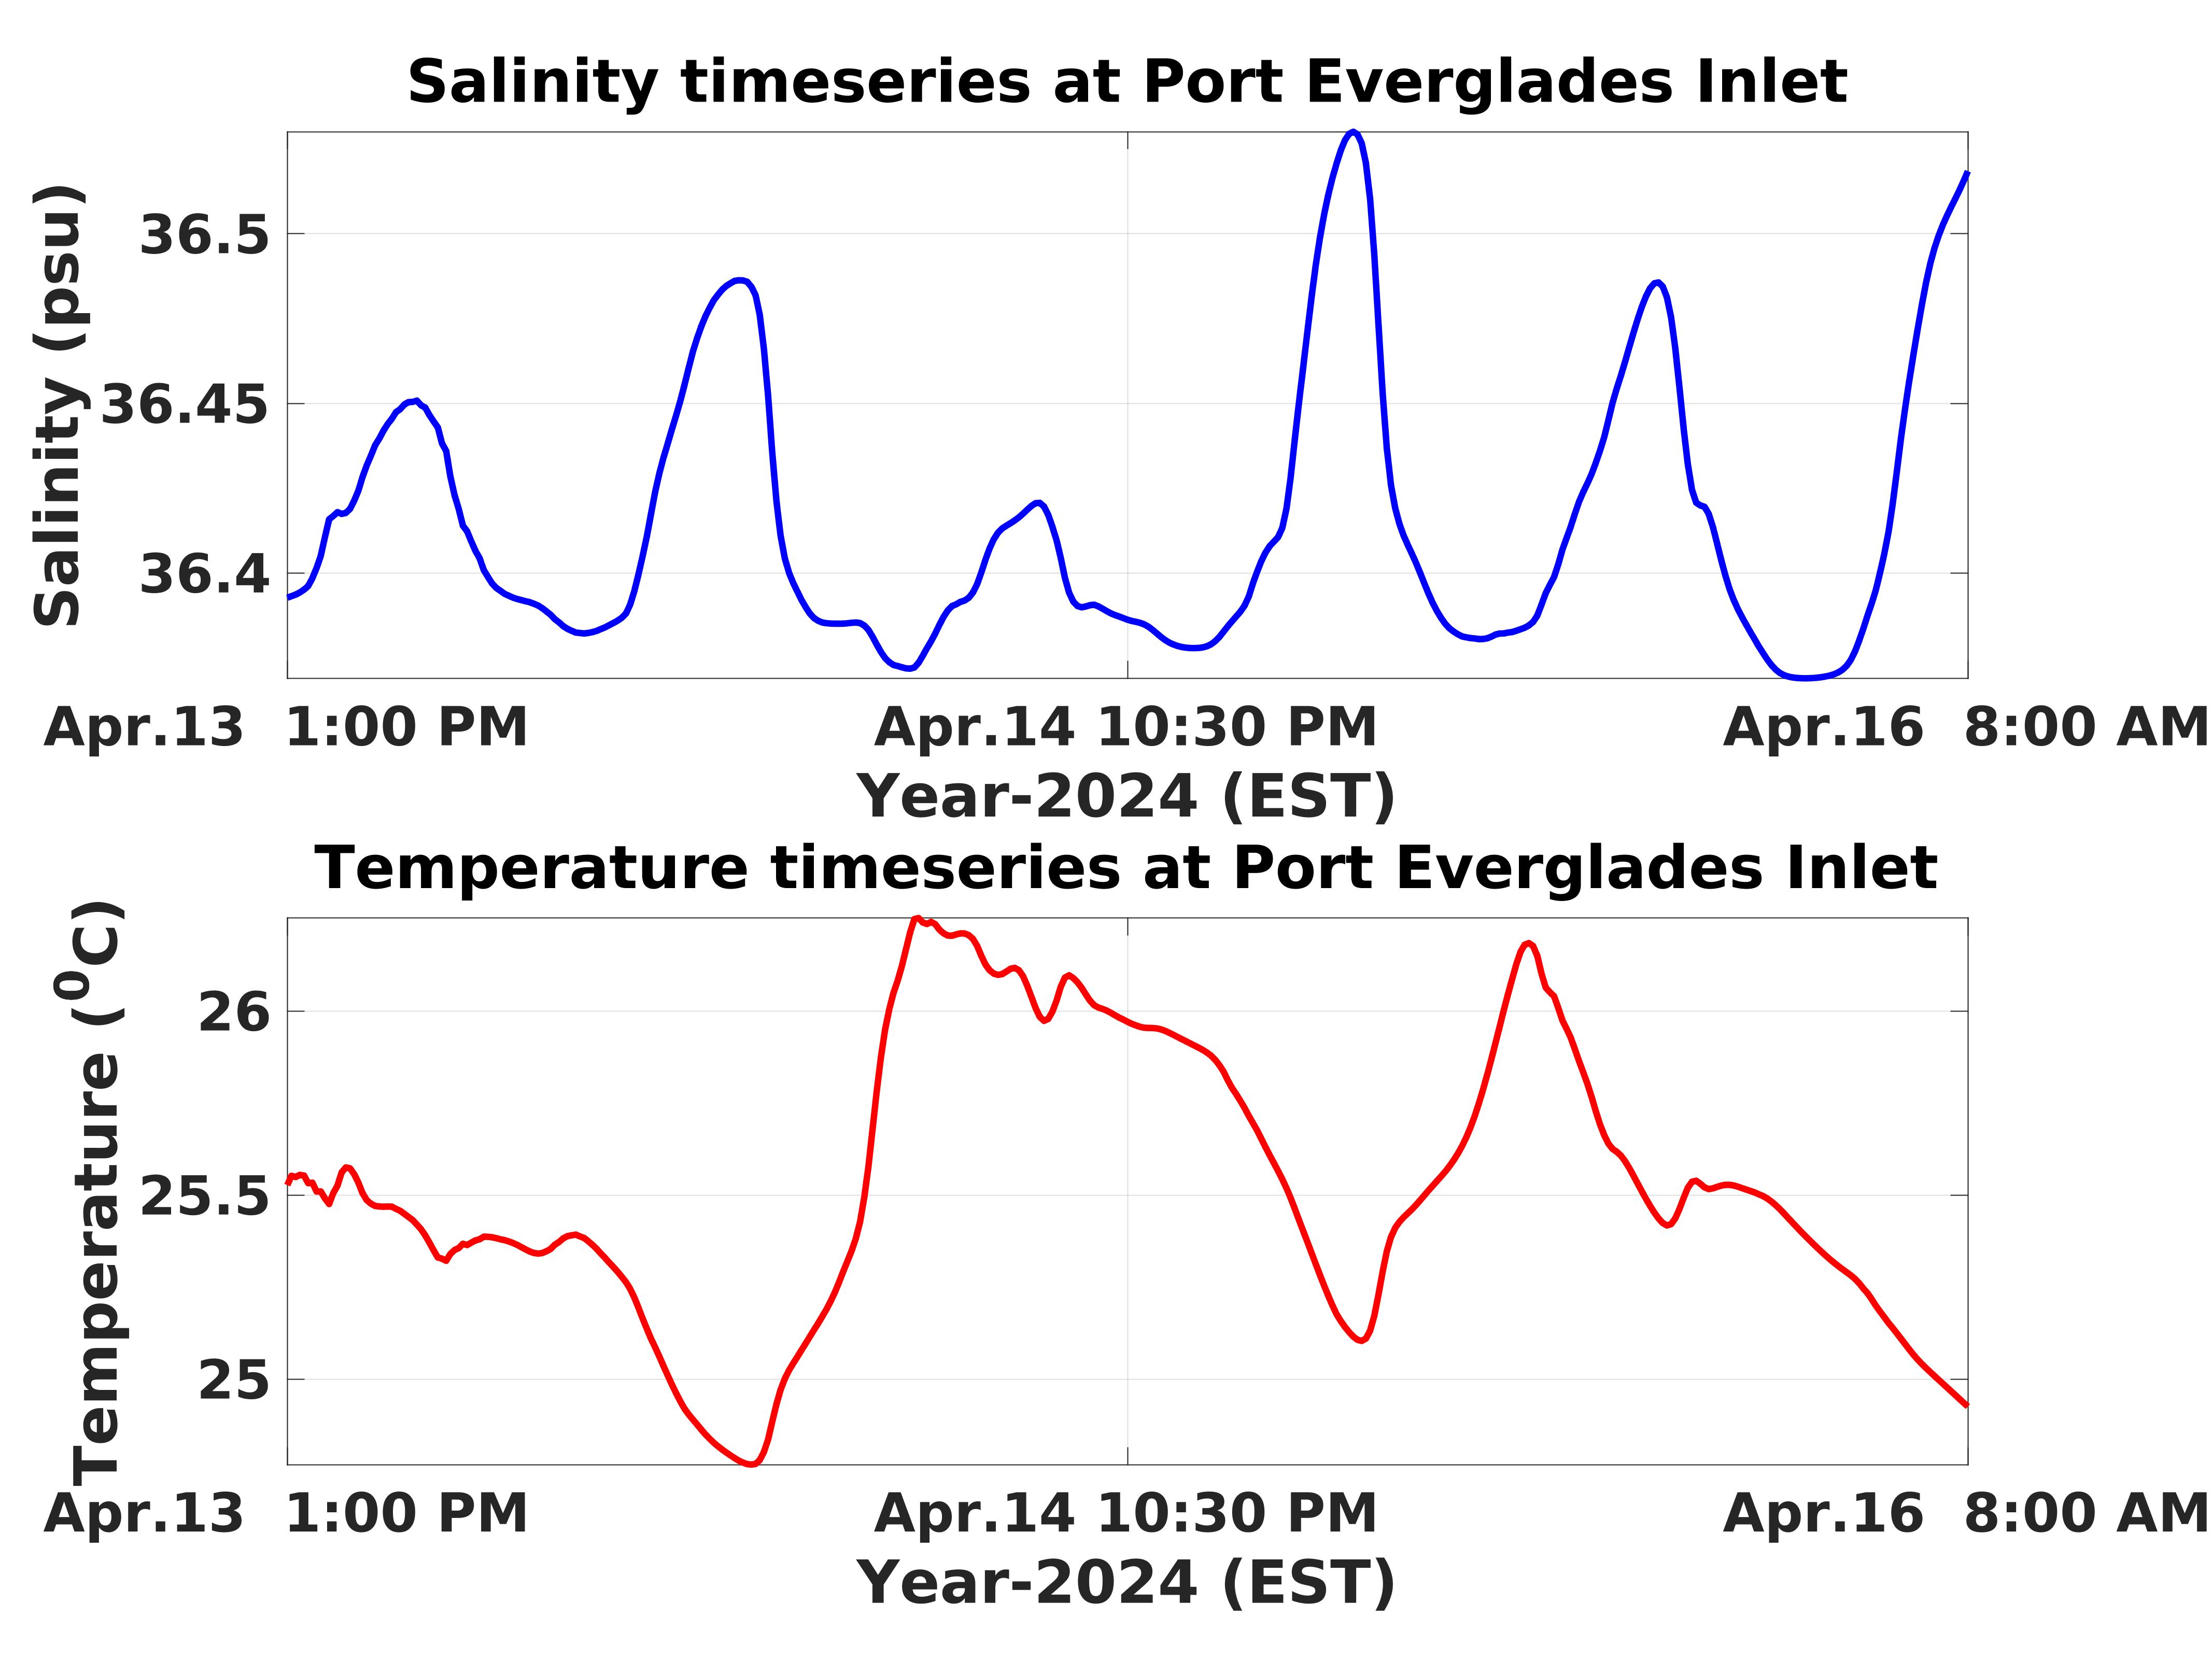 Salinity timeseries at Port Everglades Inlet
Salinity (psu)
36.5
36.45
36.4
Apr.13  1:00 PM
Apr.14 10:30 PM
Apr.16  8:00 AM
Year-2024 (EST)
Temperature timeseries at Port Everglades Inlet
Temperature (⁰C)
26
25.5
25
Apr.13  1:00 PM
Apr.14 10:30 PM
Apr.16  8:00 AM
Year-2024 (EST)